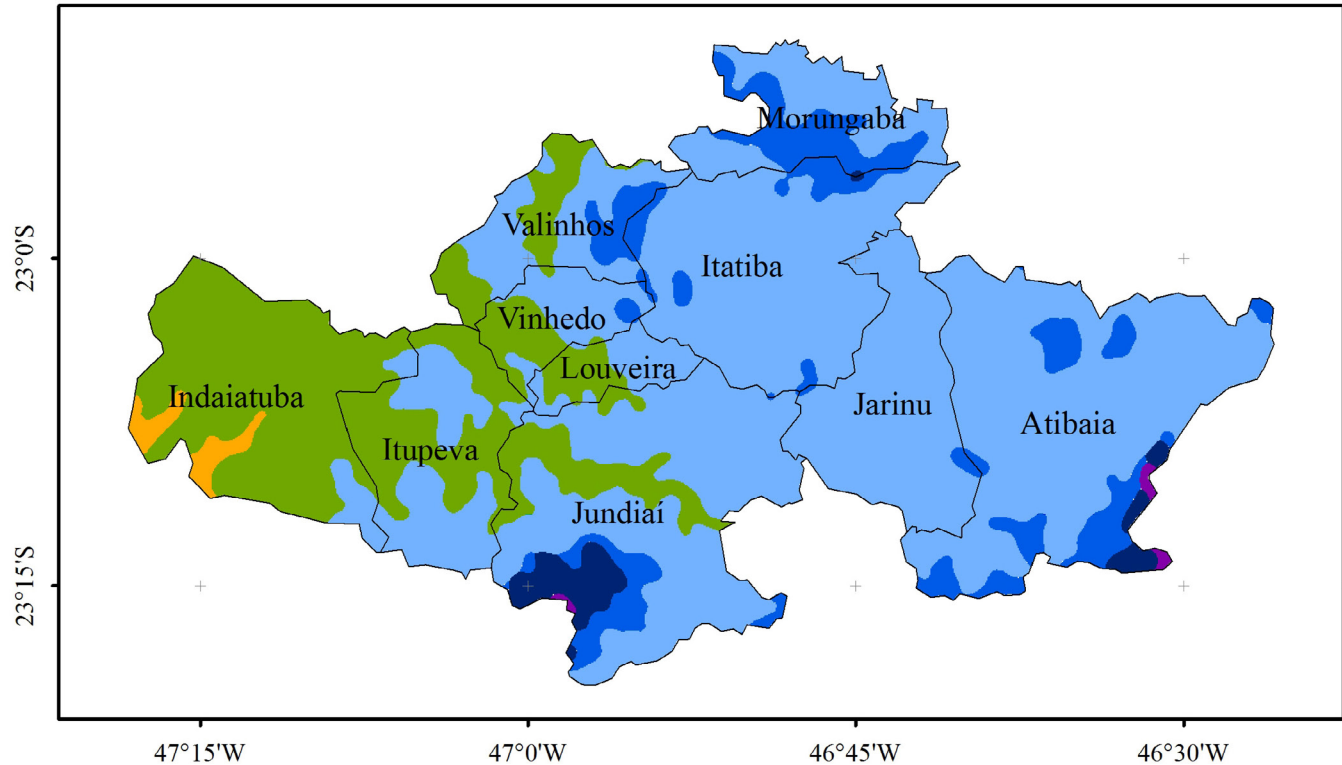 Morungaba
Valinhos
Itatiba
23°0'S
Vinhedo
Louveira
Indaiatuba
Jarinu
Atibaia
Itupeva
Jundiaí
23°15'S
47°15'W
47°0'W
46°45'W
46°30'W